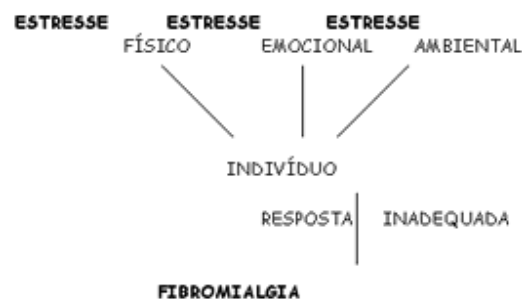 ESTRESSE ESTRESSE ESTRESSE
FÍSICO EMOCIONAL AMBIENTAL
INDIVÍDUO
RESPOSTA INADEQUADA
FIBROMIALGIA